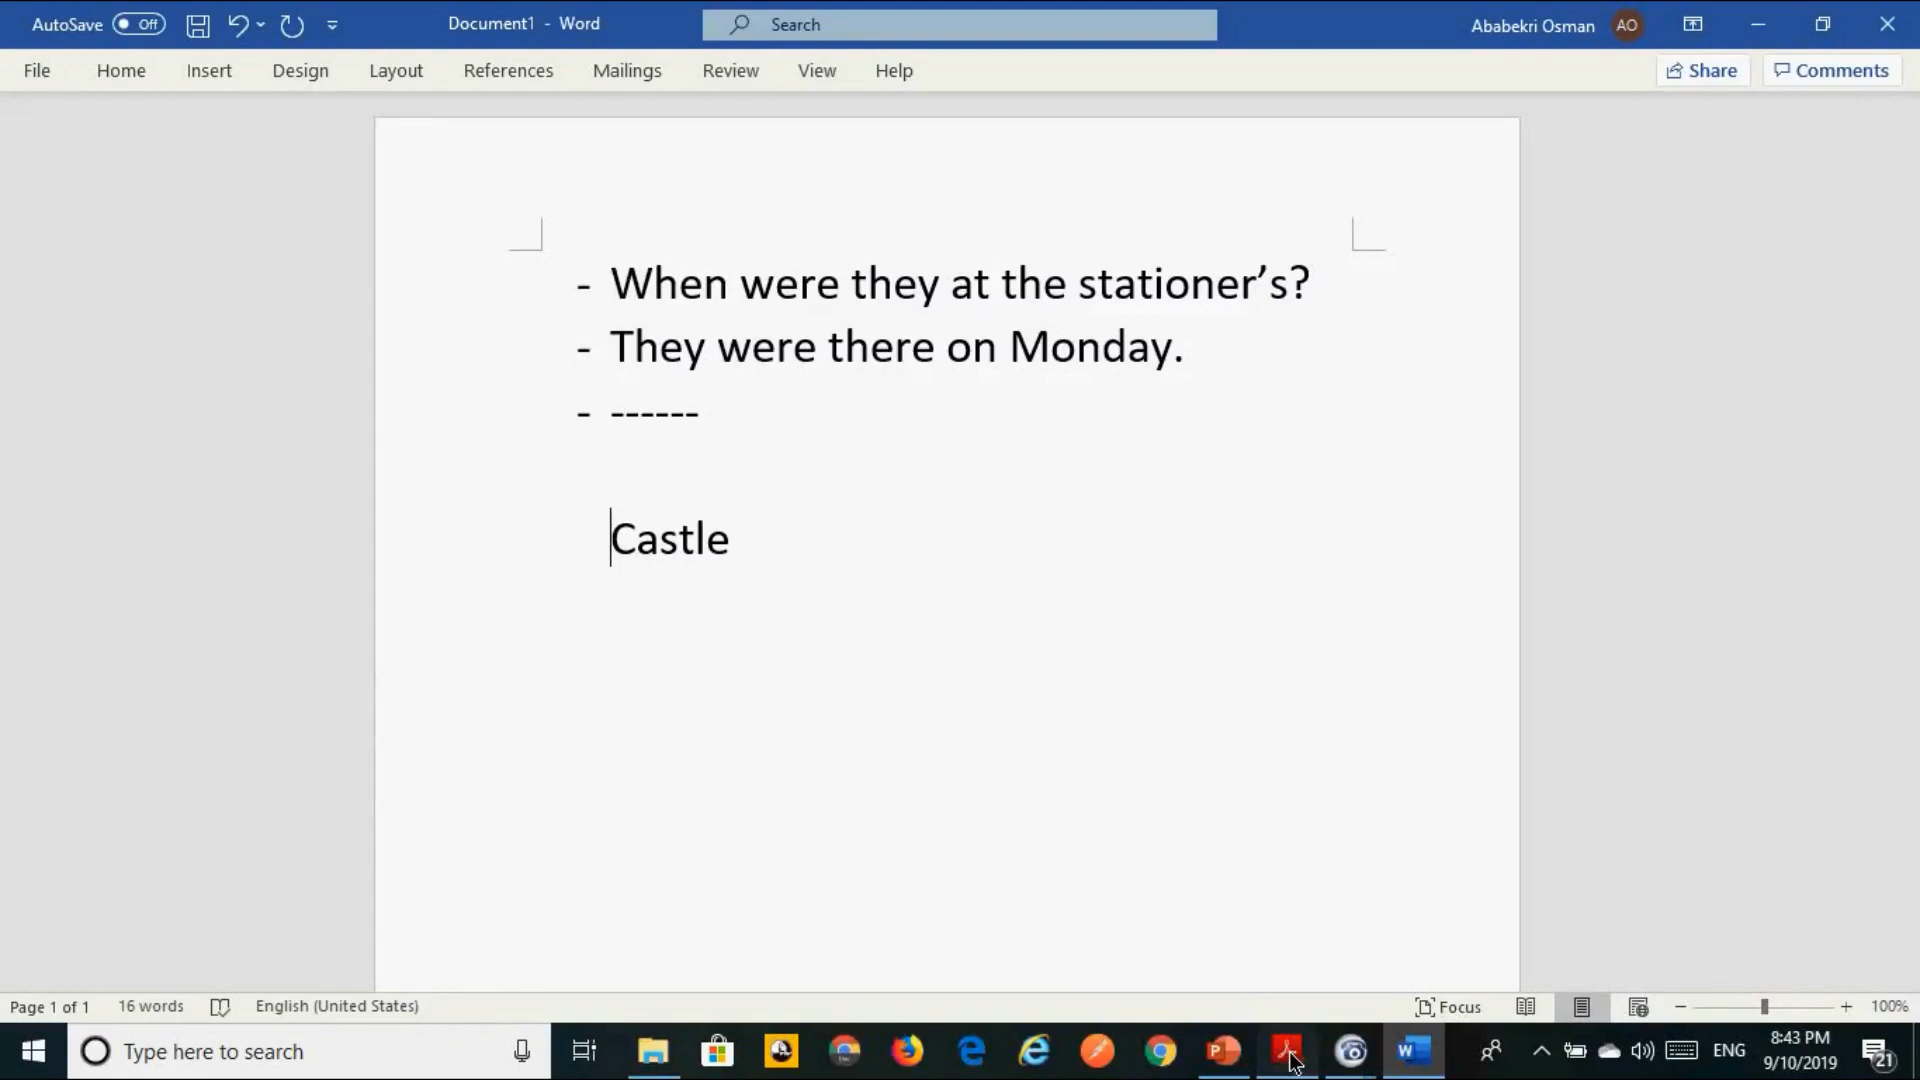 AutoSave Off Document1 - Word Search Ababekri Osman AO
File Home Insert Design Layout References Mailings Review View Help Share Comments
- When were they at the stationer’s?
- They were there on Monday.
- ------
Castle
Page 1 of 1 16 words English (United States) Focus 100%
Type here to search ENG 8:43 PM
9/10/2019 21